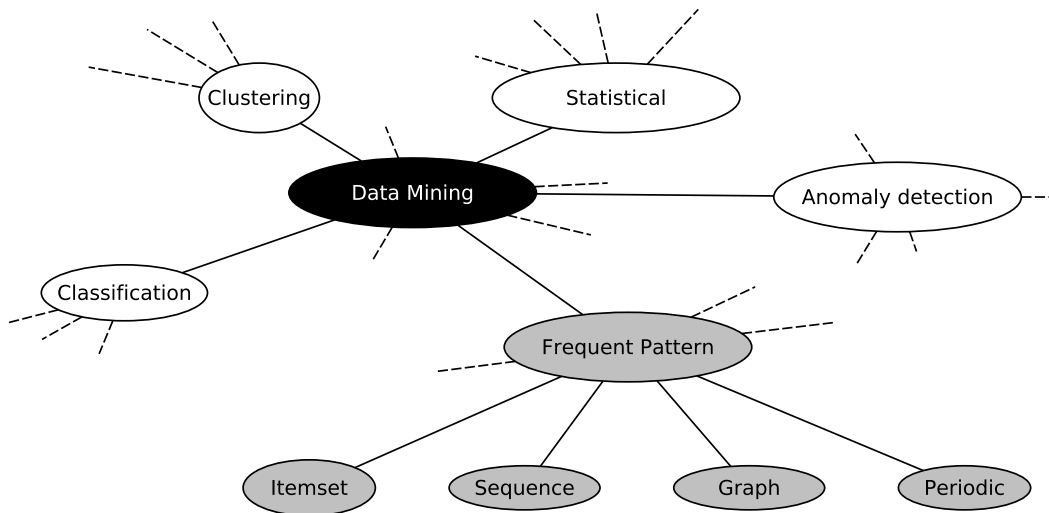 Clustering
Statistical
Data Mining
Anomaly detection
Classification
Frequent Pattern
Itemset
Sequence
Graph
Periodic